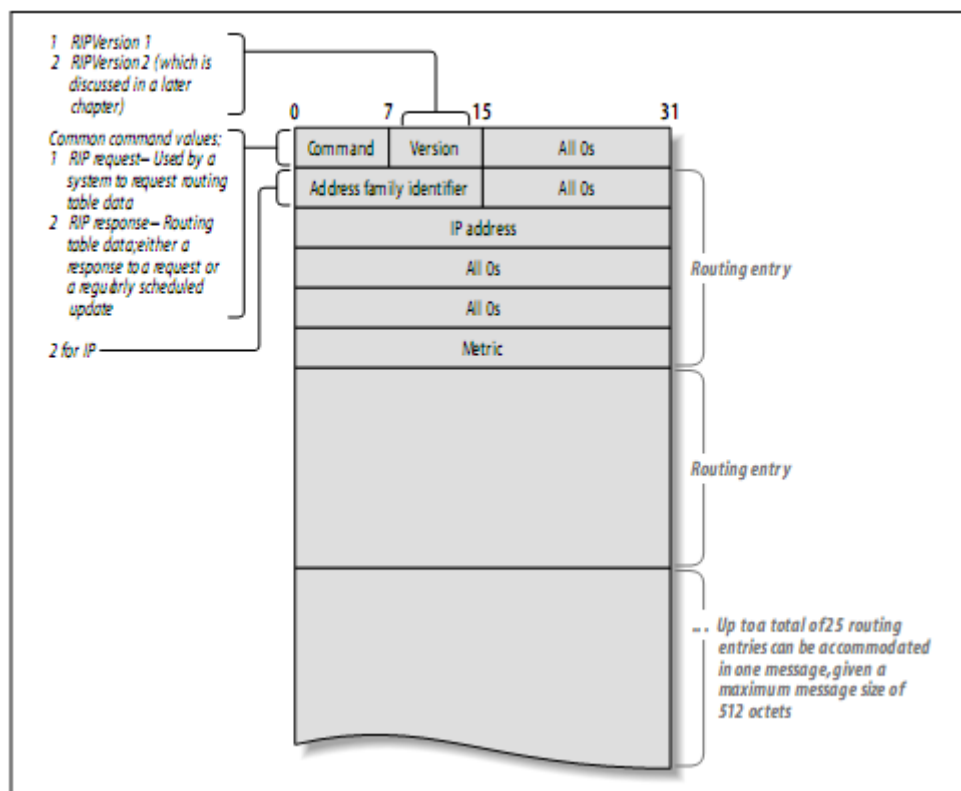 1 RIPVersion 1
2 RIPVersion 2 (which is
discussed in a later
chapter)
0 7 15 31
Common command values:
1 RIP request– Used by a
system to request routing
table data
2 RIP response– Routing
table data;either a
response to a request or
a regularly scheduled
update
2 for IP
Command Version All 0s
Address family identifier All 0s
IP address
All 0s
All 0s
Metric
Routing entry
Routing entry
... Up to a total of 25 routing
entries can be accommodated
in one message,given a
maximum message size of
512 octets